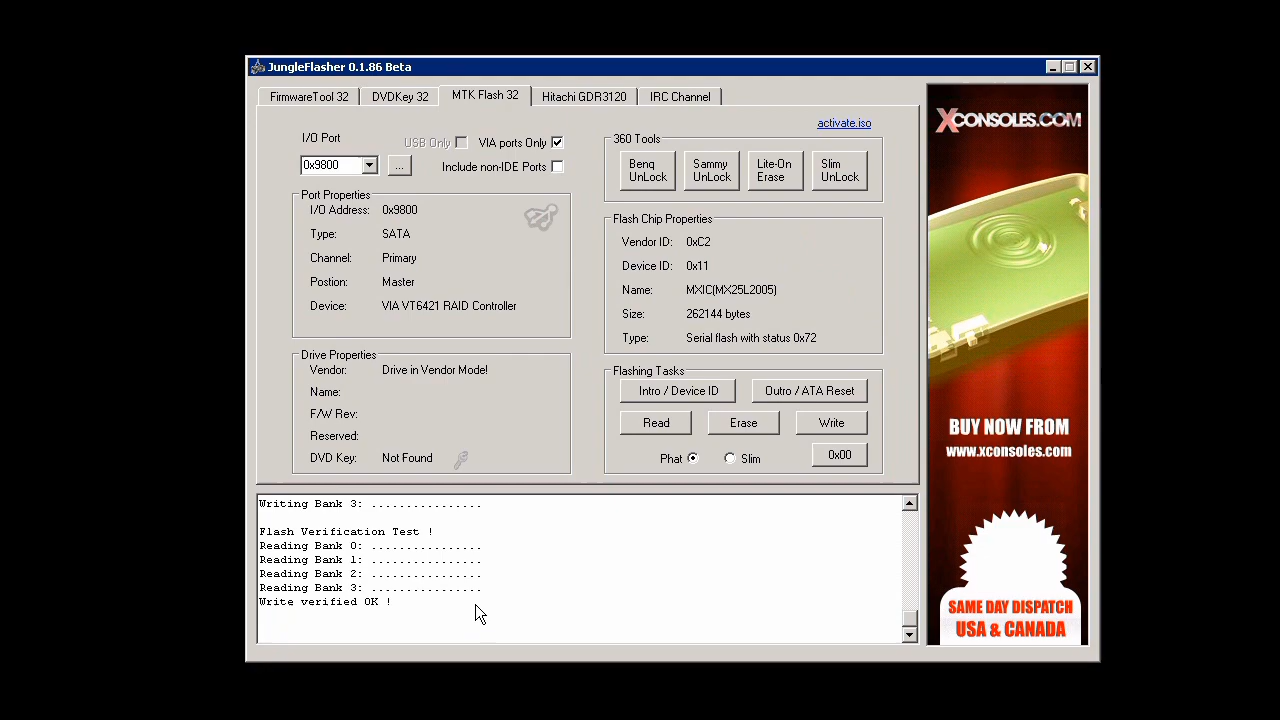 JungleFlasher 0.1.86 Beta
FirmwareTool 32
DVDKey 32
MTK Flash 32
Hitachi GDR3120
IRC Channel
activate.iso
I/O Port
USB Only
VIA ports Only
0x9800
...
Include non-IDE Ports
Port Properties
I/O Address: 0x9800
Type: SATA
Channel: Primary
Postion: Master
Device: VIA VT6421 RAID Controller
Drive Properties
Vendor: Drive in Vendor Mode!
Name:
F/W Rev:
Reserved:
DVD Key: Not Found
360 Tools
Benq UnLock
Sammy UnLock
Lite-On Erase
Slim UnLock
Flash Chip Properties
Vendor ID: 0xC2
Device ID: 0x11
Name: MXIC(MX25L2005)
Size: 262144 bytes
Type: Serial flash with status 0x72
Flashing Tasks
Intro / Device ID
Outro / ATA Reset
Read
Erase
Write
Phat
Slim
0x00
Writing Bank 3: ................
Flash Verification Test !
Reading Bank 0: ................
Reading Bank 1: ................
Reading Bank 2: ................
Reading Bank 3: ................
Write verified OK !
XCONSOLES.COM
BUY NOW FROM
www.xconsoles.com
SAME DAY DISPATCH
USA & CANADA